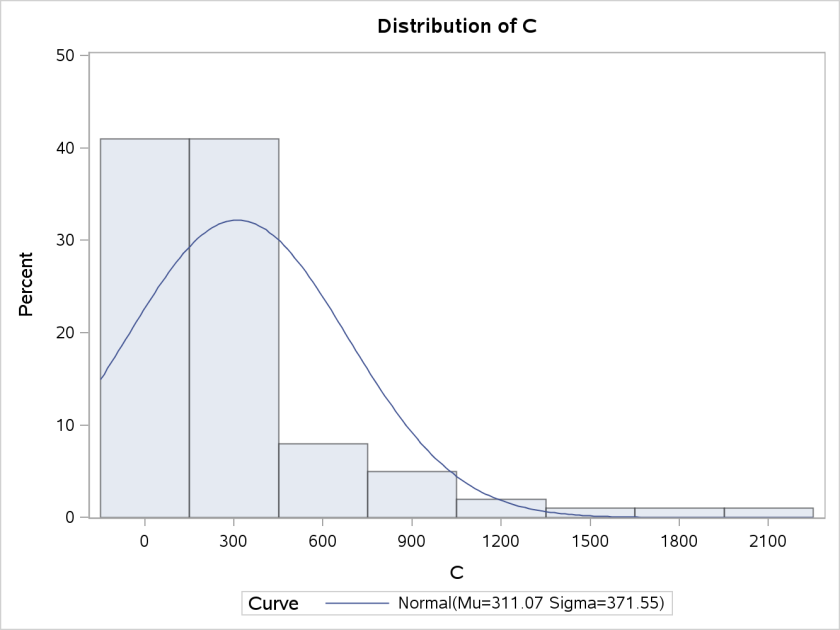 Distribution of C
50
40
30
20
10
0
Percent
0 300 600 900 1200 1500 1800 2100
C
Curve Normal(Mu=311.07 Sigma=371.55)